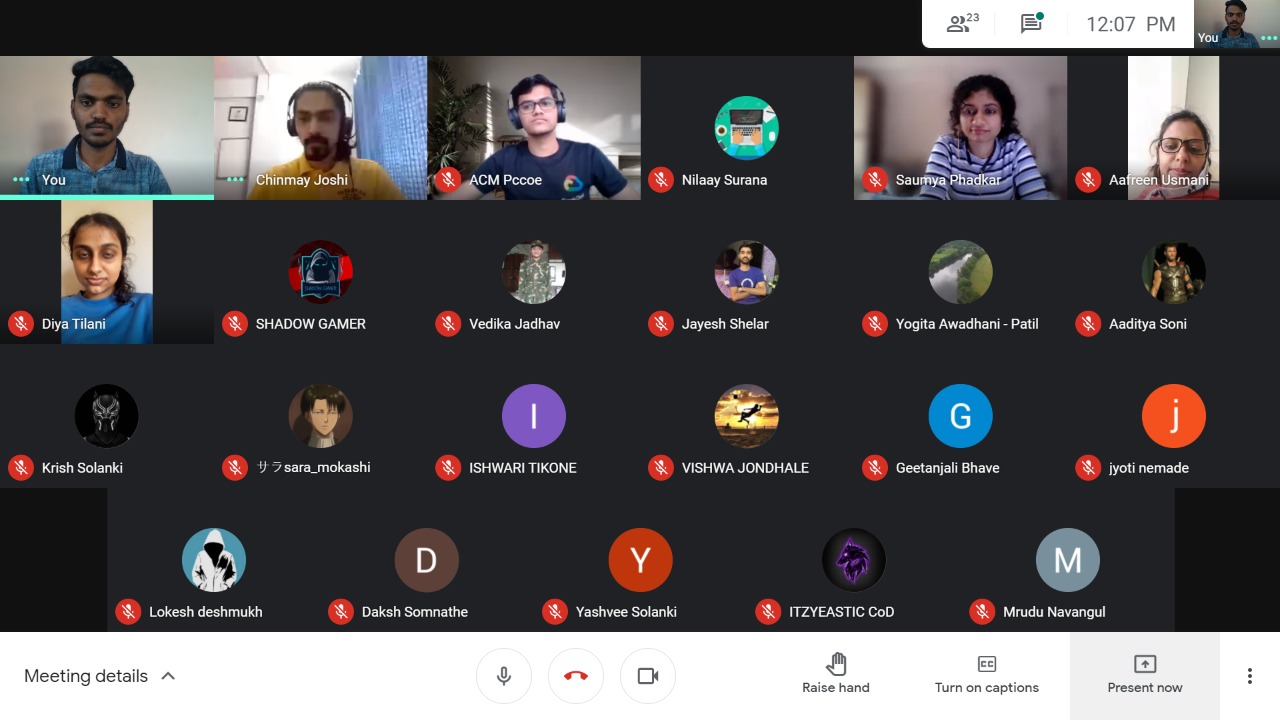 23
12:07 PM
You
You
Chinmay Joshi
ACM Pccoe
Nilaay Surana
Saumya Phadkar
Aafreen Usmani
Diya Tilani
SHADOW GAMER
SHADOW GAMER
Vedika Jadhav
Jayesh Shelar
Yogita Awadhani - Patil
Aaditya Soni
Krish Solanki
サラsara_mokashi
I
ISHWARI TIKONE
VISHWA JONDHALE
G
Geetanjali Bhave
j
jyoti nemade
Lokesh deshmukh
D
Daksh Somnathe
Y
Yashvee Solanki
ITZYEASTIC CoD
M
Mrudu Navangul
Meeting details
Raise hand
CC
Turn on captions
Present now